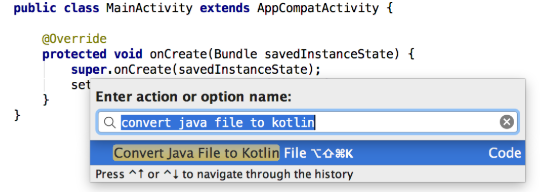 public class MainActivity extends AppCompatActivity {
@Override
protected void onCreate(Bundle savedInstanceState) {
super.onCreate(savedInstanceState);
set
}
}
Enter action or option name:
convert java file to kotlin
Convert Java File to Kotlin File ⌥⇧⌘K Code
Press ^↑ or ^↓ to navigate through the history